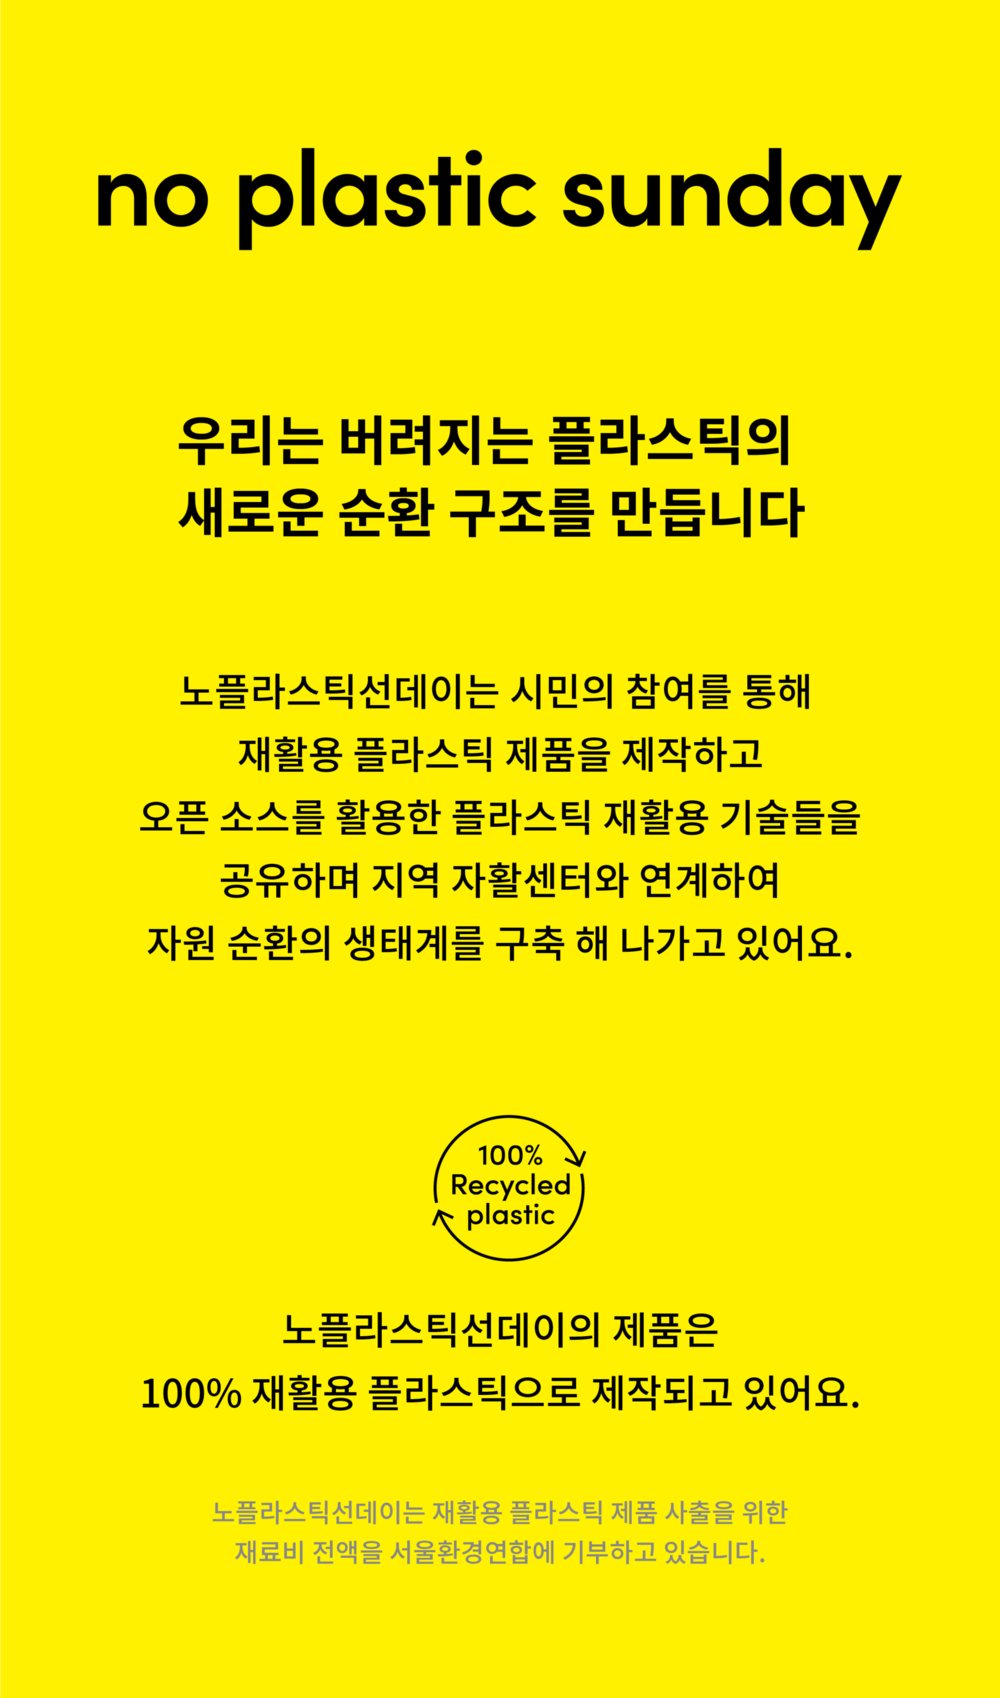 no plastic sunday
우리는 버려지는 플라스틱의
새로운 순환 구조를 만듭니다
노플라스틱선데이는 시민의 참여를 통해
재활용 플라스틱 제품을 제작하고
오픈 소스를 활용한 플라스틱 재활용 기술들을
공유하며 지역 자활센터와 연계하여
자원 순환의 생태계를 구축 해 나가고 있어요.
100%
Recycled
plastic
노플라스틱선데이의 제품은
100% 재활용 플라스틱으로 제작되고 있어요.
노플라스틱선데이는 재활용 플라스틱 제품 사출을 위한
재료비 전액을 서울환경연합에 기부하고 있습니다.